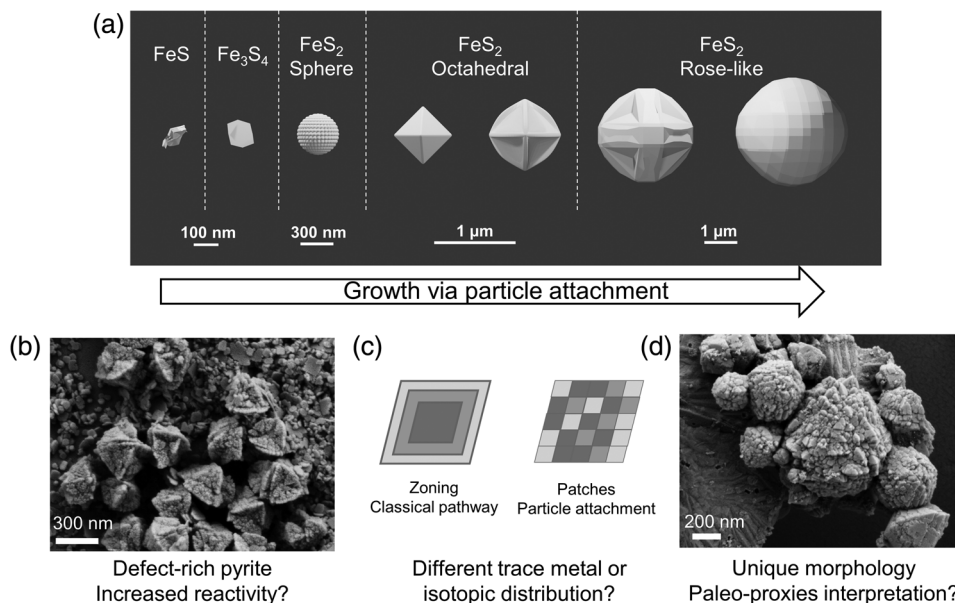 (a)
FeS
Fe₃S₄
FeS₂
Sphere
FeS₂
Octahedral
FeS₂
Rose-like
100 nm
300 nm
1 µm
1 µm
Growth via particle attachment
(b)
300 nm
Defect-rich pyrite
Increased reactivity?
(c)
Zoning
Classical pathway
Patches
Particle attachment
Different trace metal or
isotopic distribution?
(d)
200 nm
Unique morphology
Paleo-proxies interpretation?